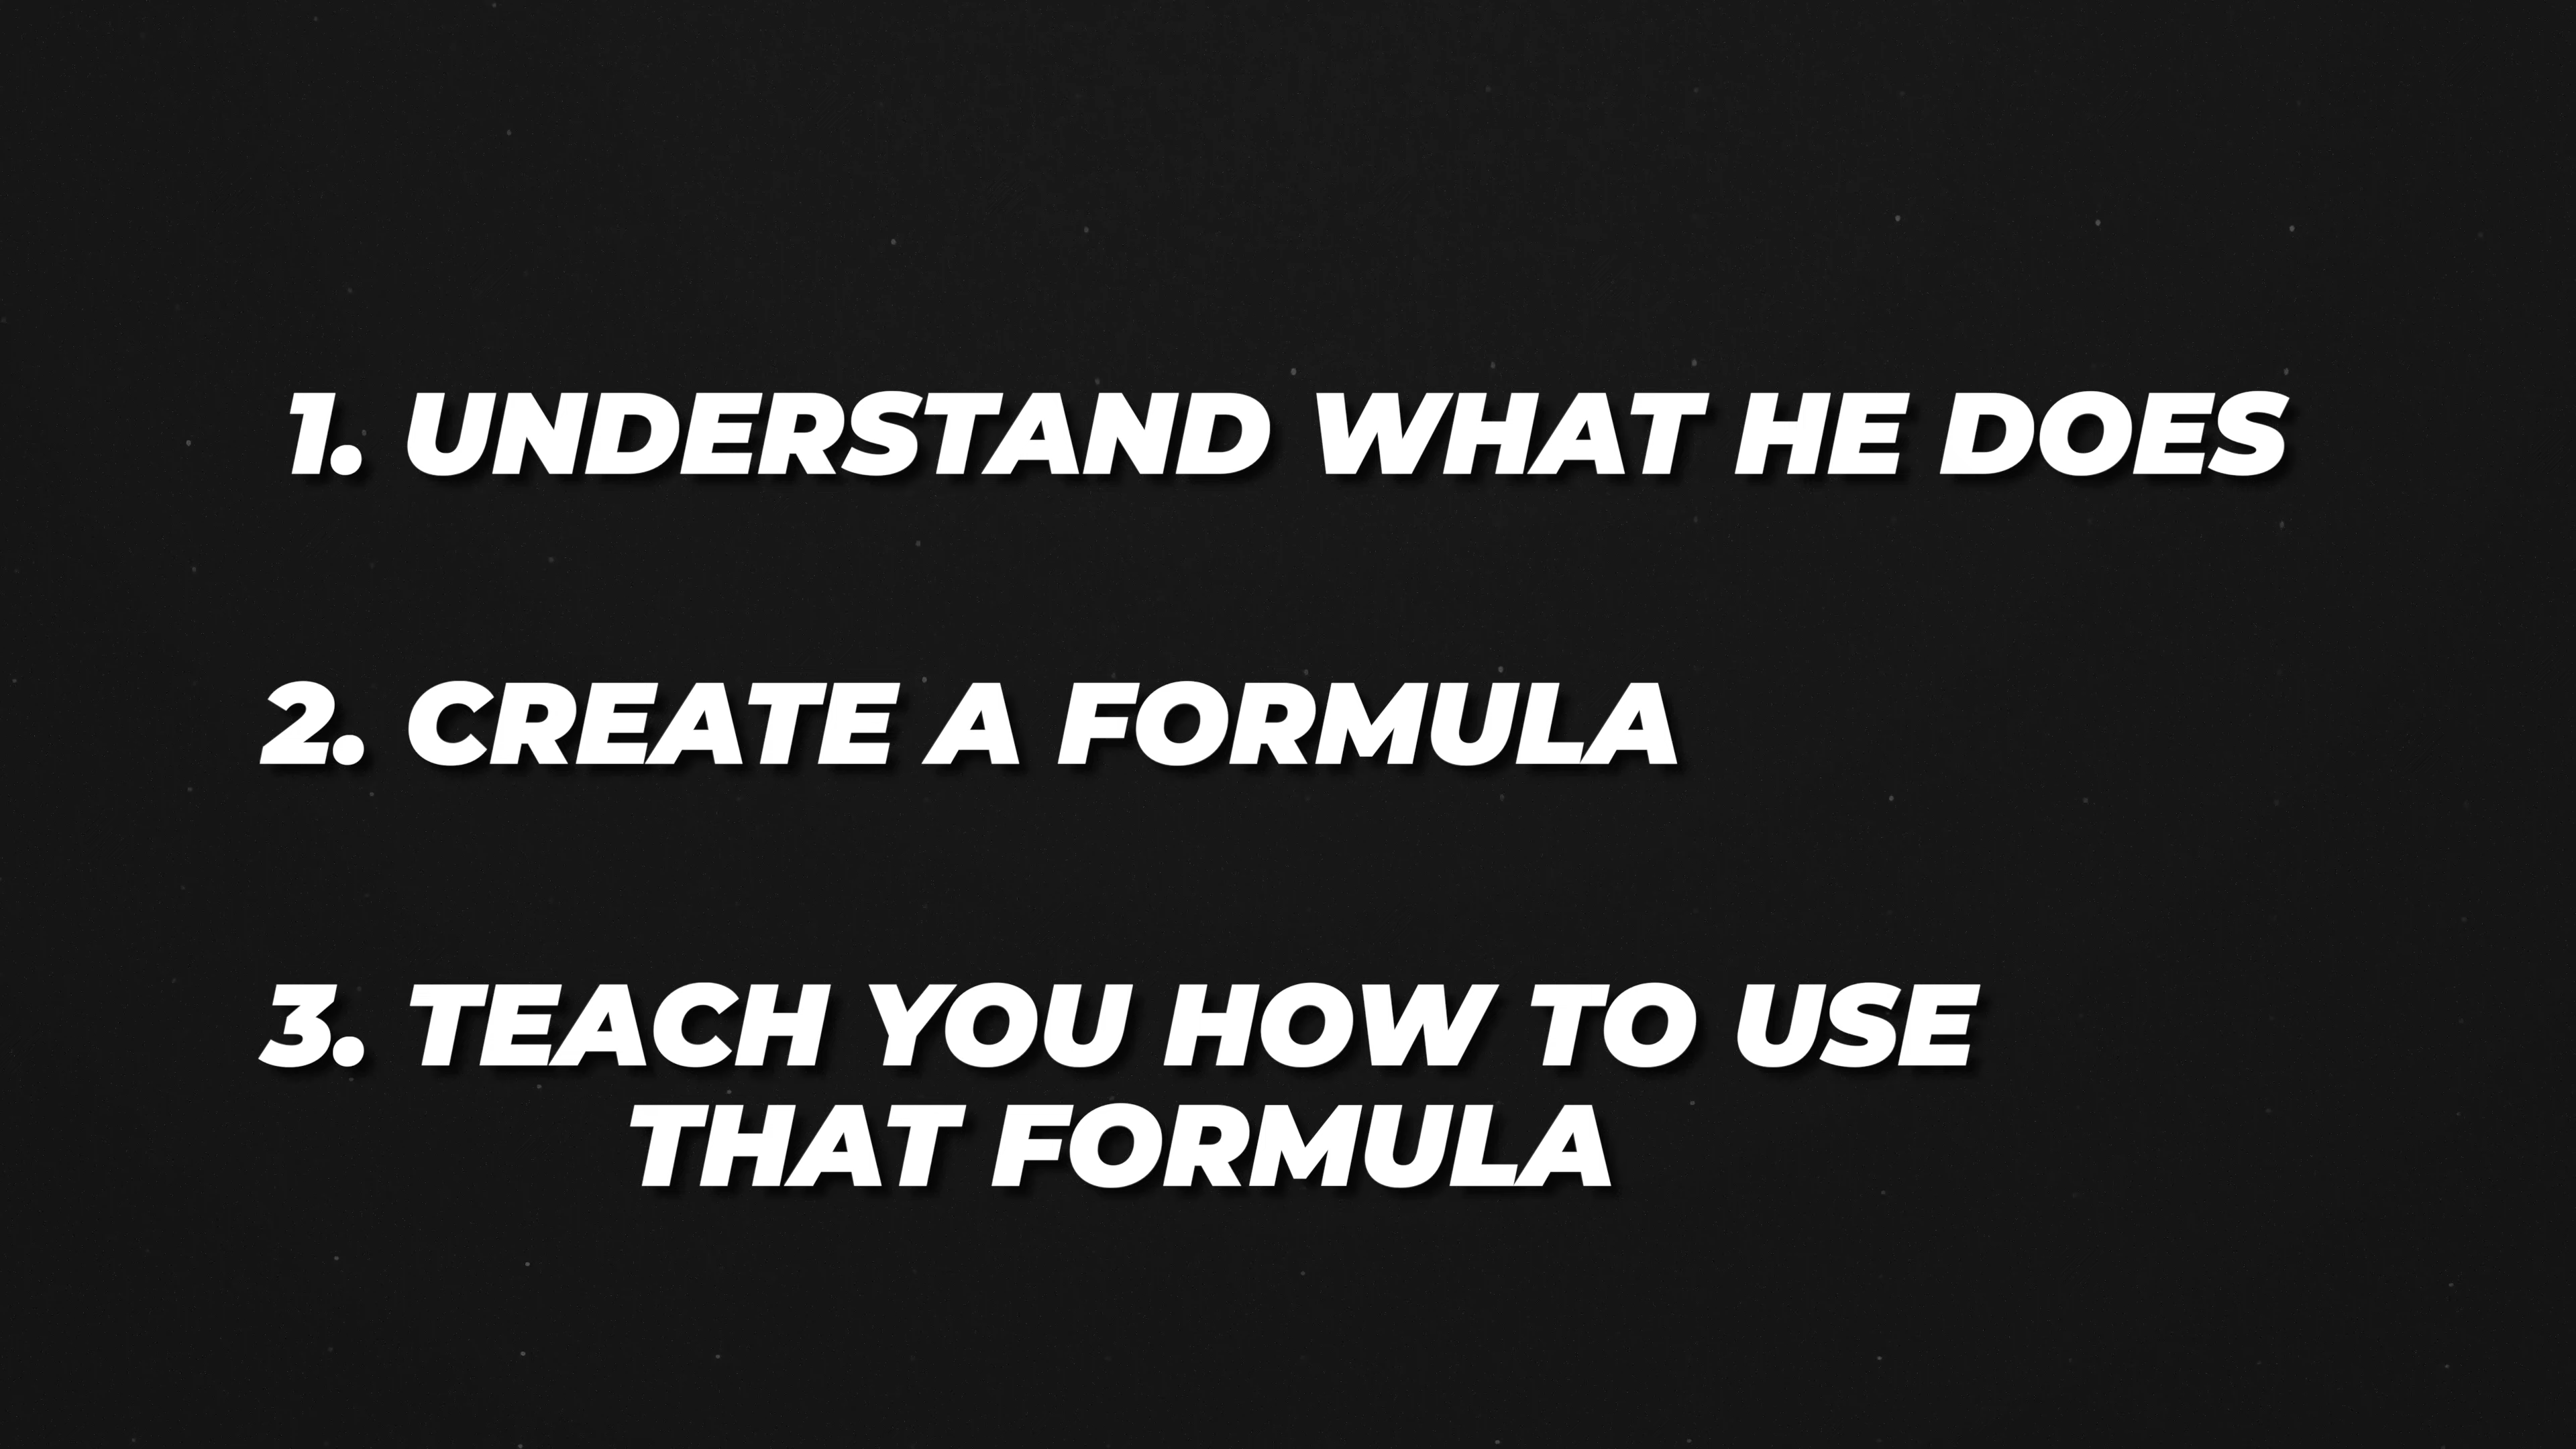 1. UNDERSTAND WHAT HE DOES
2. CREATE A FORMULA
3. TEACH YOU HOW TO USE
THAT FORMULA